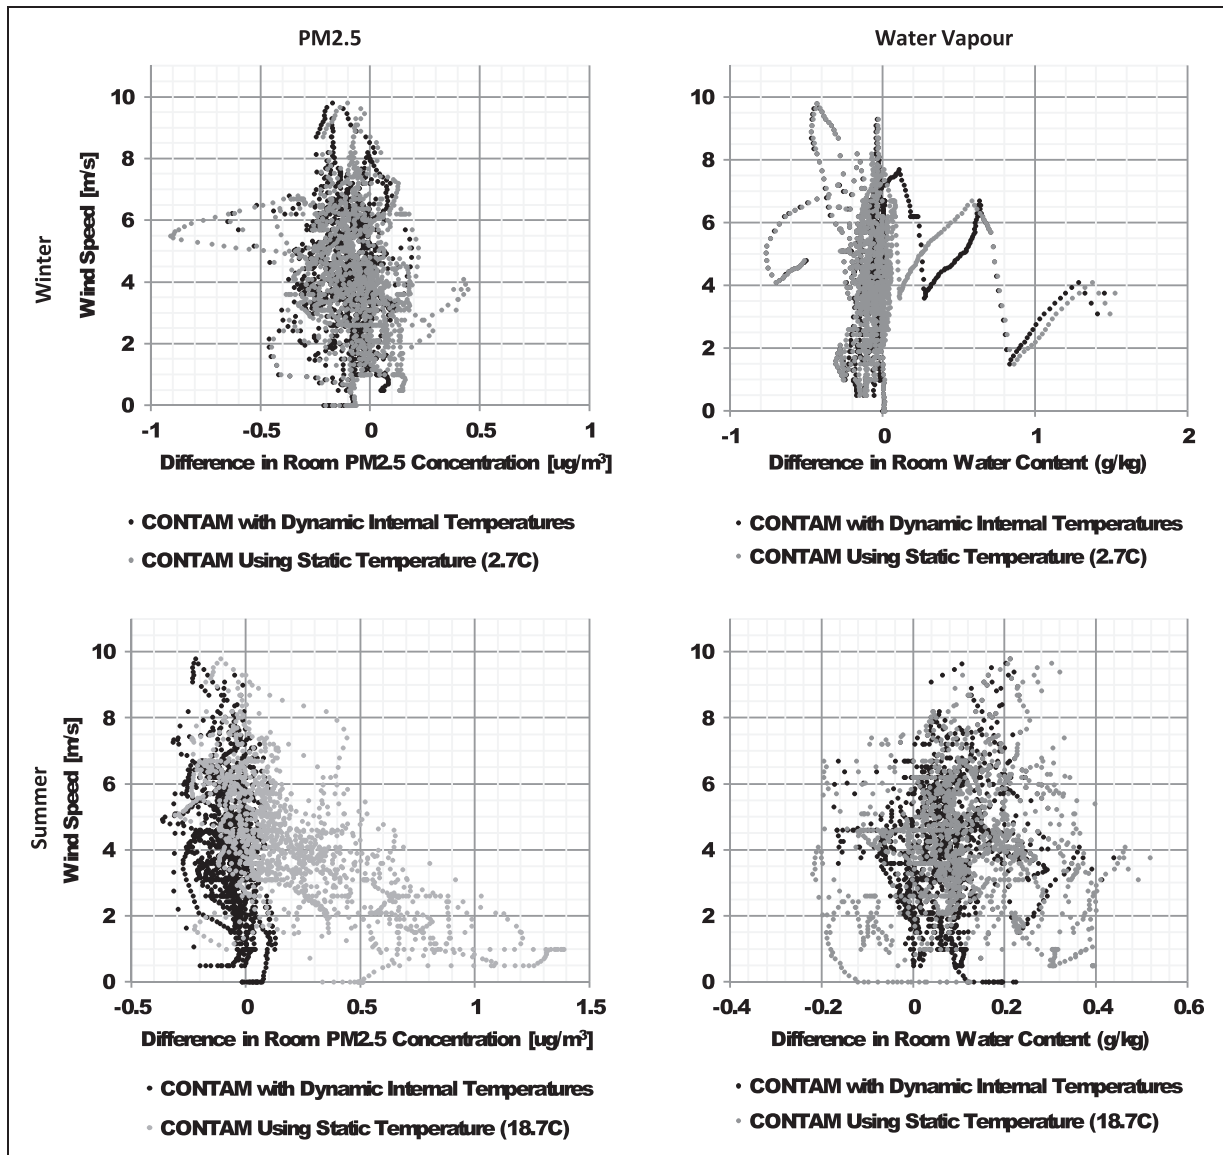 PM2.5
Water Vapour
Winter
Wind Speed [m/s]
10
8
6
4
2
0
-1
-0.5
0
0.5
1
Difference in Room PM2.5 Concentration [ug/m³]
• CONTAM with Dynamic Internal Temperatures
• CONTAM Using Static Temperature (2.7C)
10
8
6
4
2
0
-1
0
1
2
Difference in Room Water Content (g/kg)
• CONTAM with Dynamic Internal Temperatures
• CONTAM Using Static Temperature (2.7C)
Summer
Wind Speed [m/s]
10
8
6
4
2
0
-0.5
0
0.5
1
1.5
Difference in Room PM2.5 Concentration [ug/m³]
• CONTAM with Dynamic Internal Temperatures
• CONTAM Using Static Temperature (18.7C)
10
8
6
4
2
0
-0.4
-0.2
0
0.2
0.4
0.6
Difference in Room Water Content (g/kg)
• CONTAM with Dynamic Internal Temperatures
• CONTAM Using Static Temperature (18.7C)